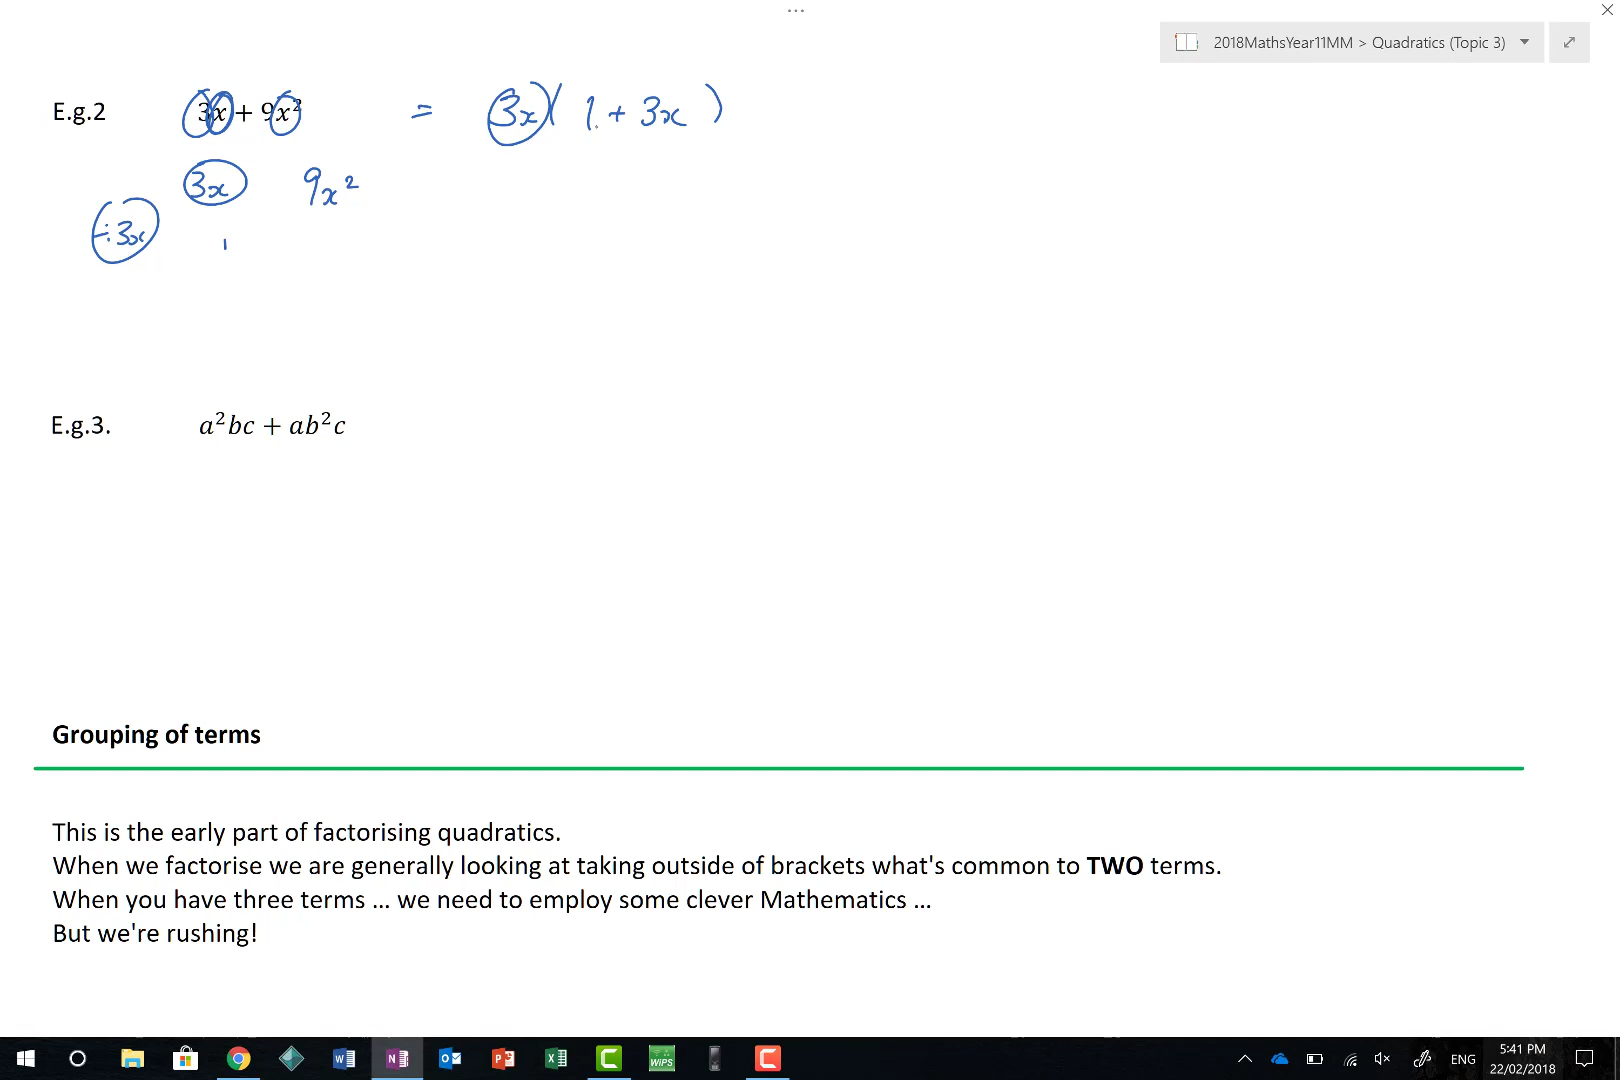 2018MathsYear11MM > Quadratics (Topic 3)
E.g.2 3x + 9x² = 3x ( 1 + 3x )
3x 9x²
÷3x 1
E.g.3. a²bc + ab²c
Grouping of terms
This is the early part of factorising quadratics.
When we factorise we are generally looking at taking outside of brackets what's common to TWO terms.
When you have three terms ... we need to employ some clever Mathematics ...
But we're rushing!
WiPS
ENG
5:41 PM
22/02/2018